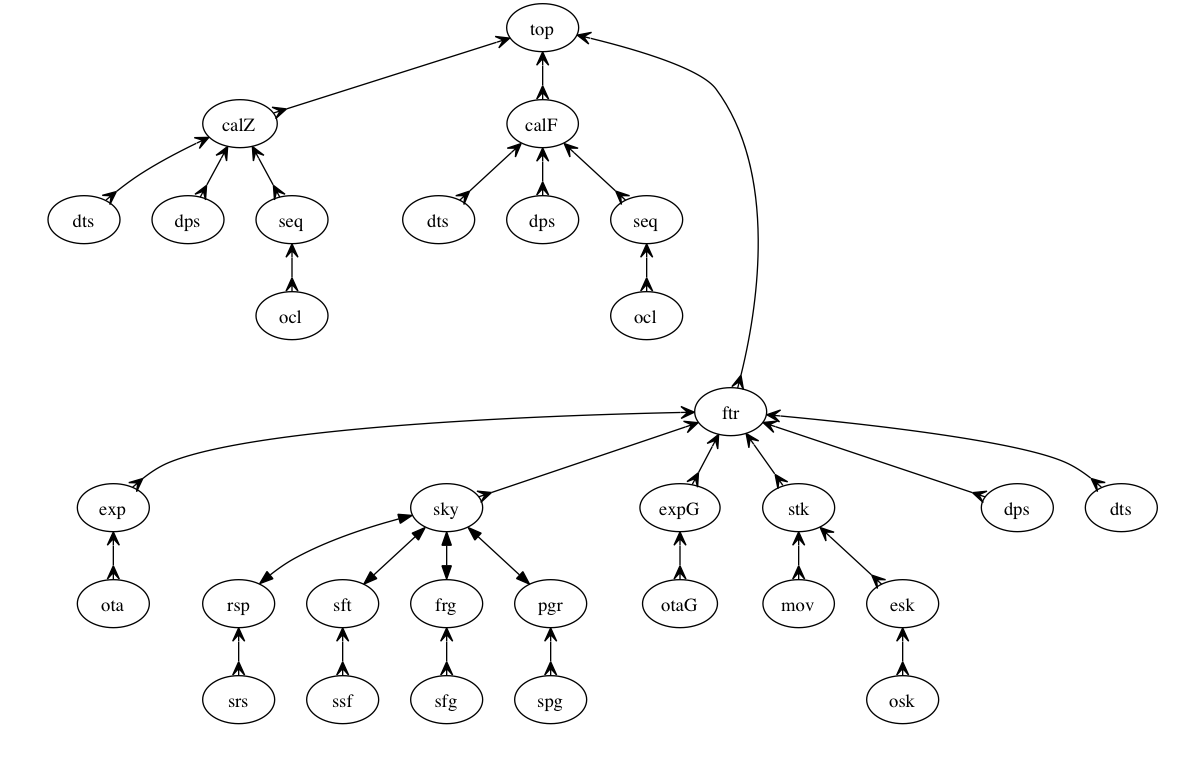 top
calZ calF
dts dps seq dts dps seq
ocl ocl
ftr
exp sky expG stk dps dts
ota rsp sft frg pgr otaG mov esk
srs ssf sfg spg osk